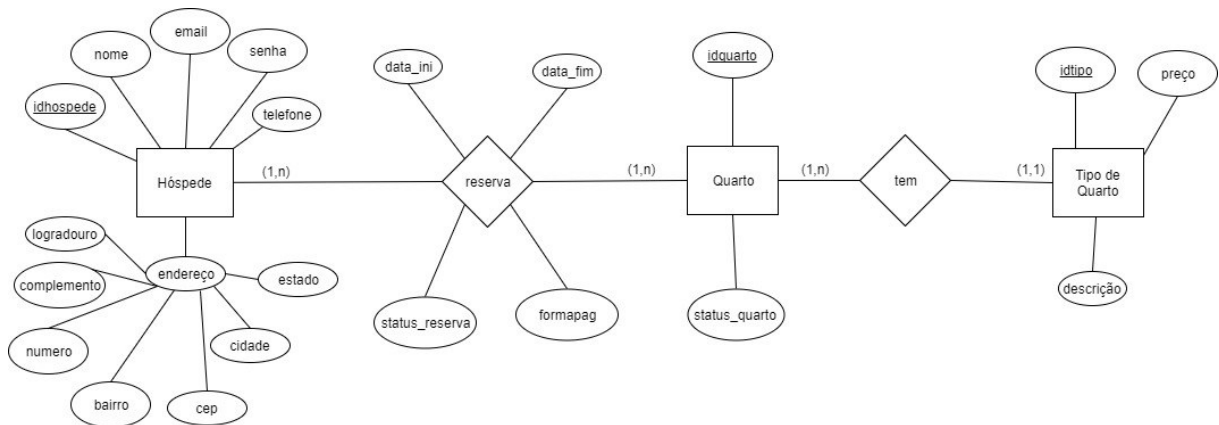 email
nome
senha
idhospede
telefone
Hóspede
(1,n)
data_ini
data_fim
reserva
(1,n)
idquarto
Quarto
(1,n)
tem
(1,1)
idtipo
preço
Tipo de
Quarto
logradouro
endereço
complemento
estado
numero
cidade
bairro
cep
status_reserva
formapag
status_quarto
descrição